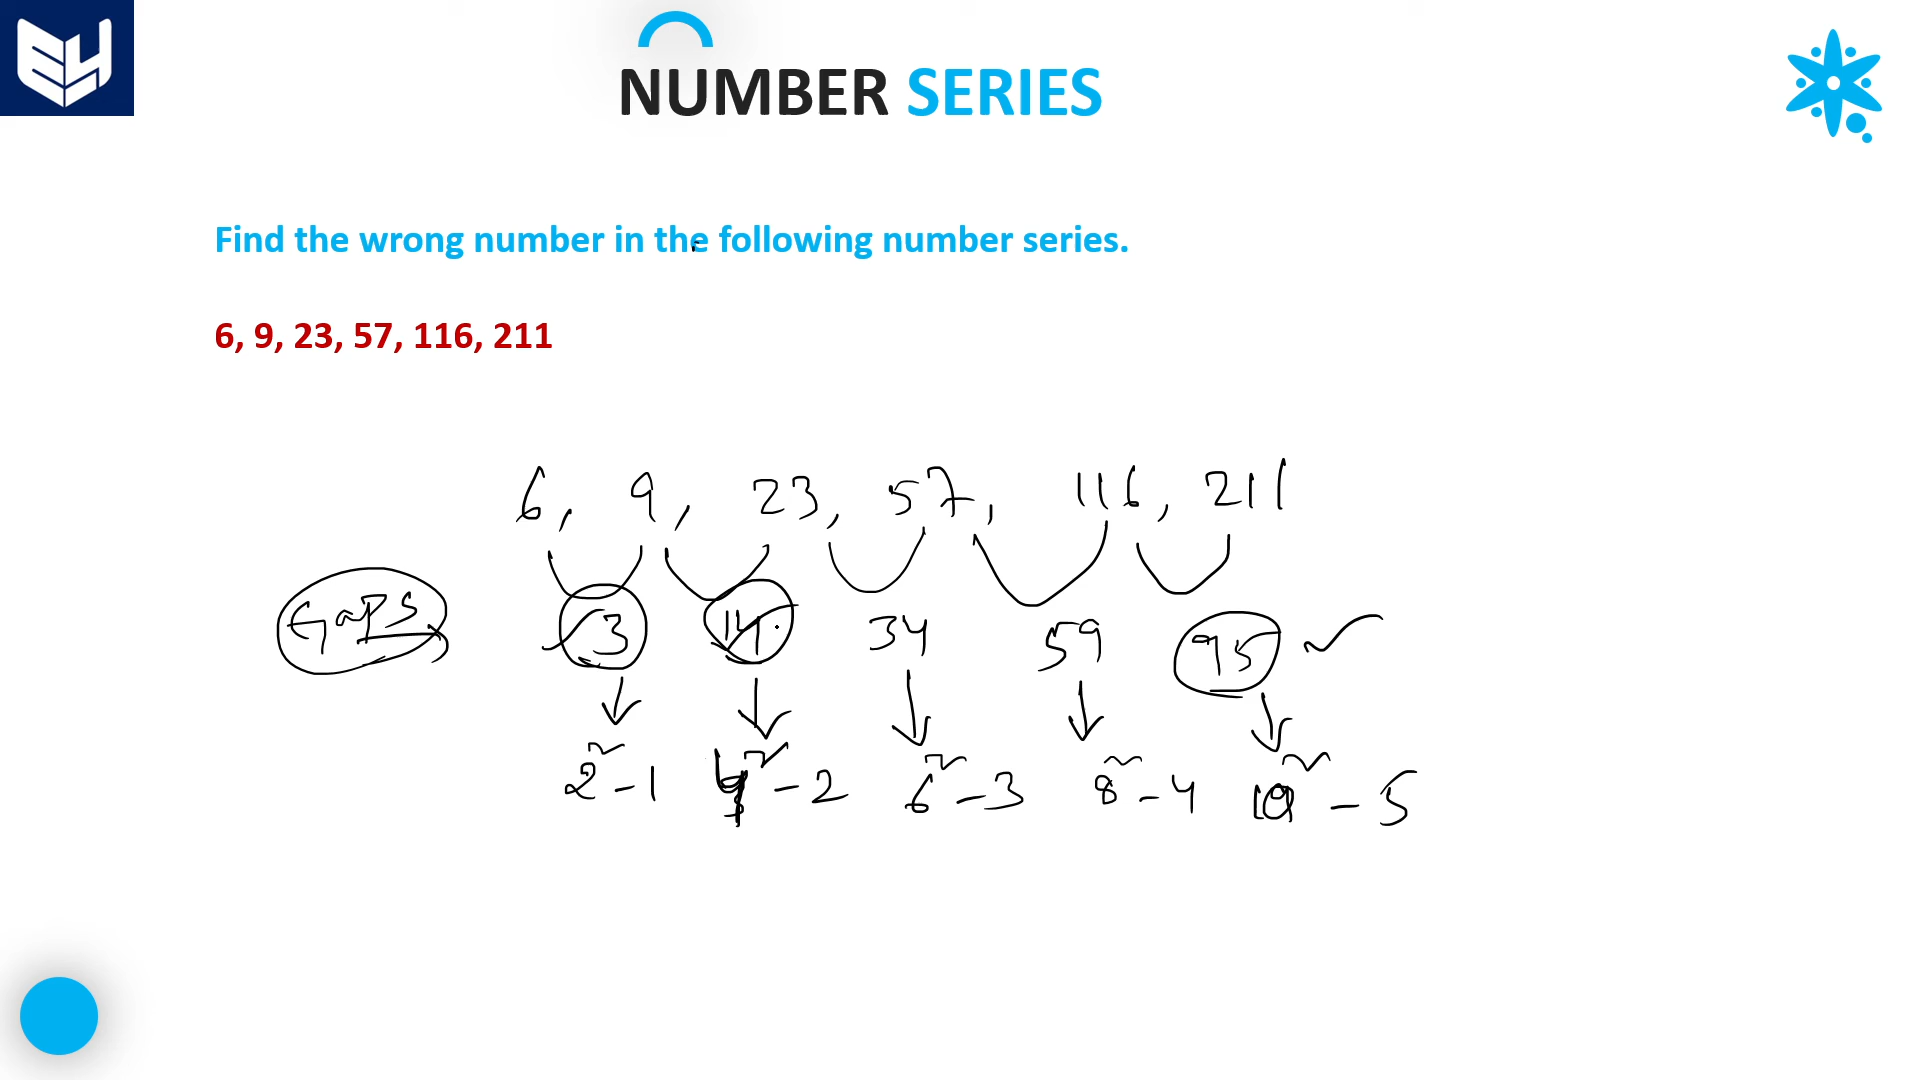 NUMBER SERIES
Find the wrong number in the following number series.
6, 9, 23, 57, 116, 211
6, 9, 23, 57, 116, 211
Gaps 3 14 34 59 95
2² - 1 4² - 2 6² - 3 8² - 4 10² - 5